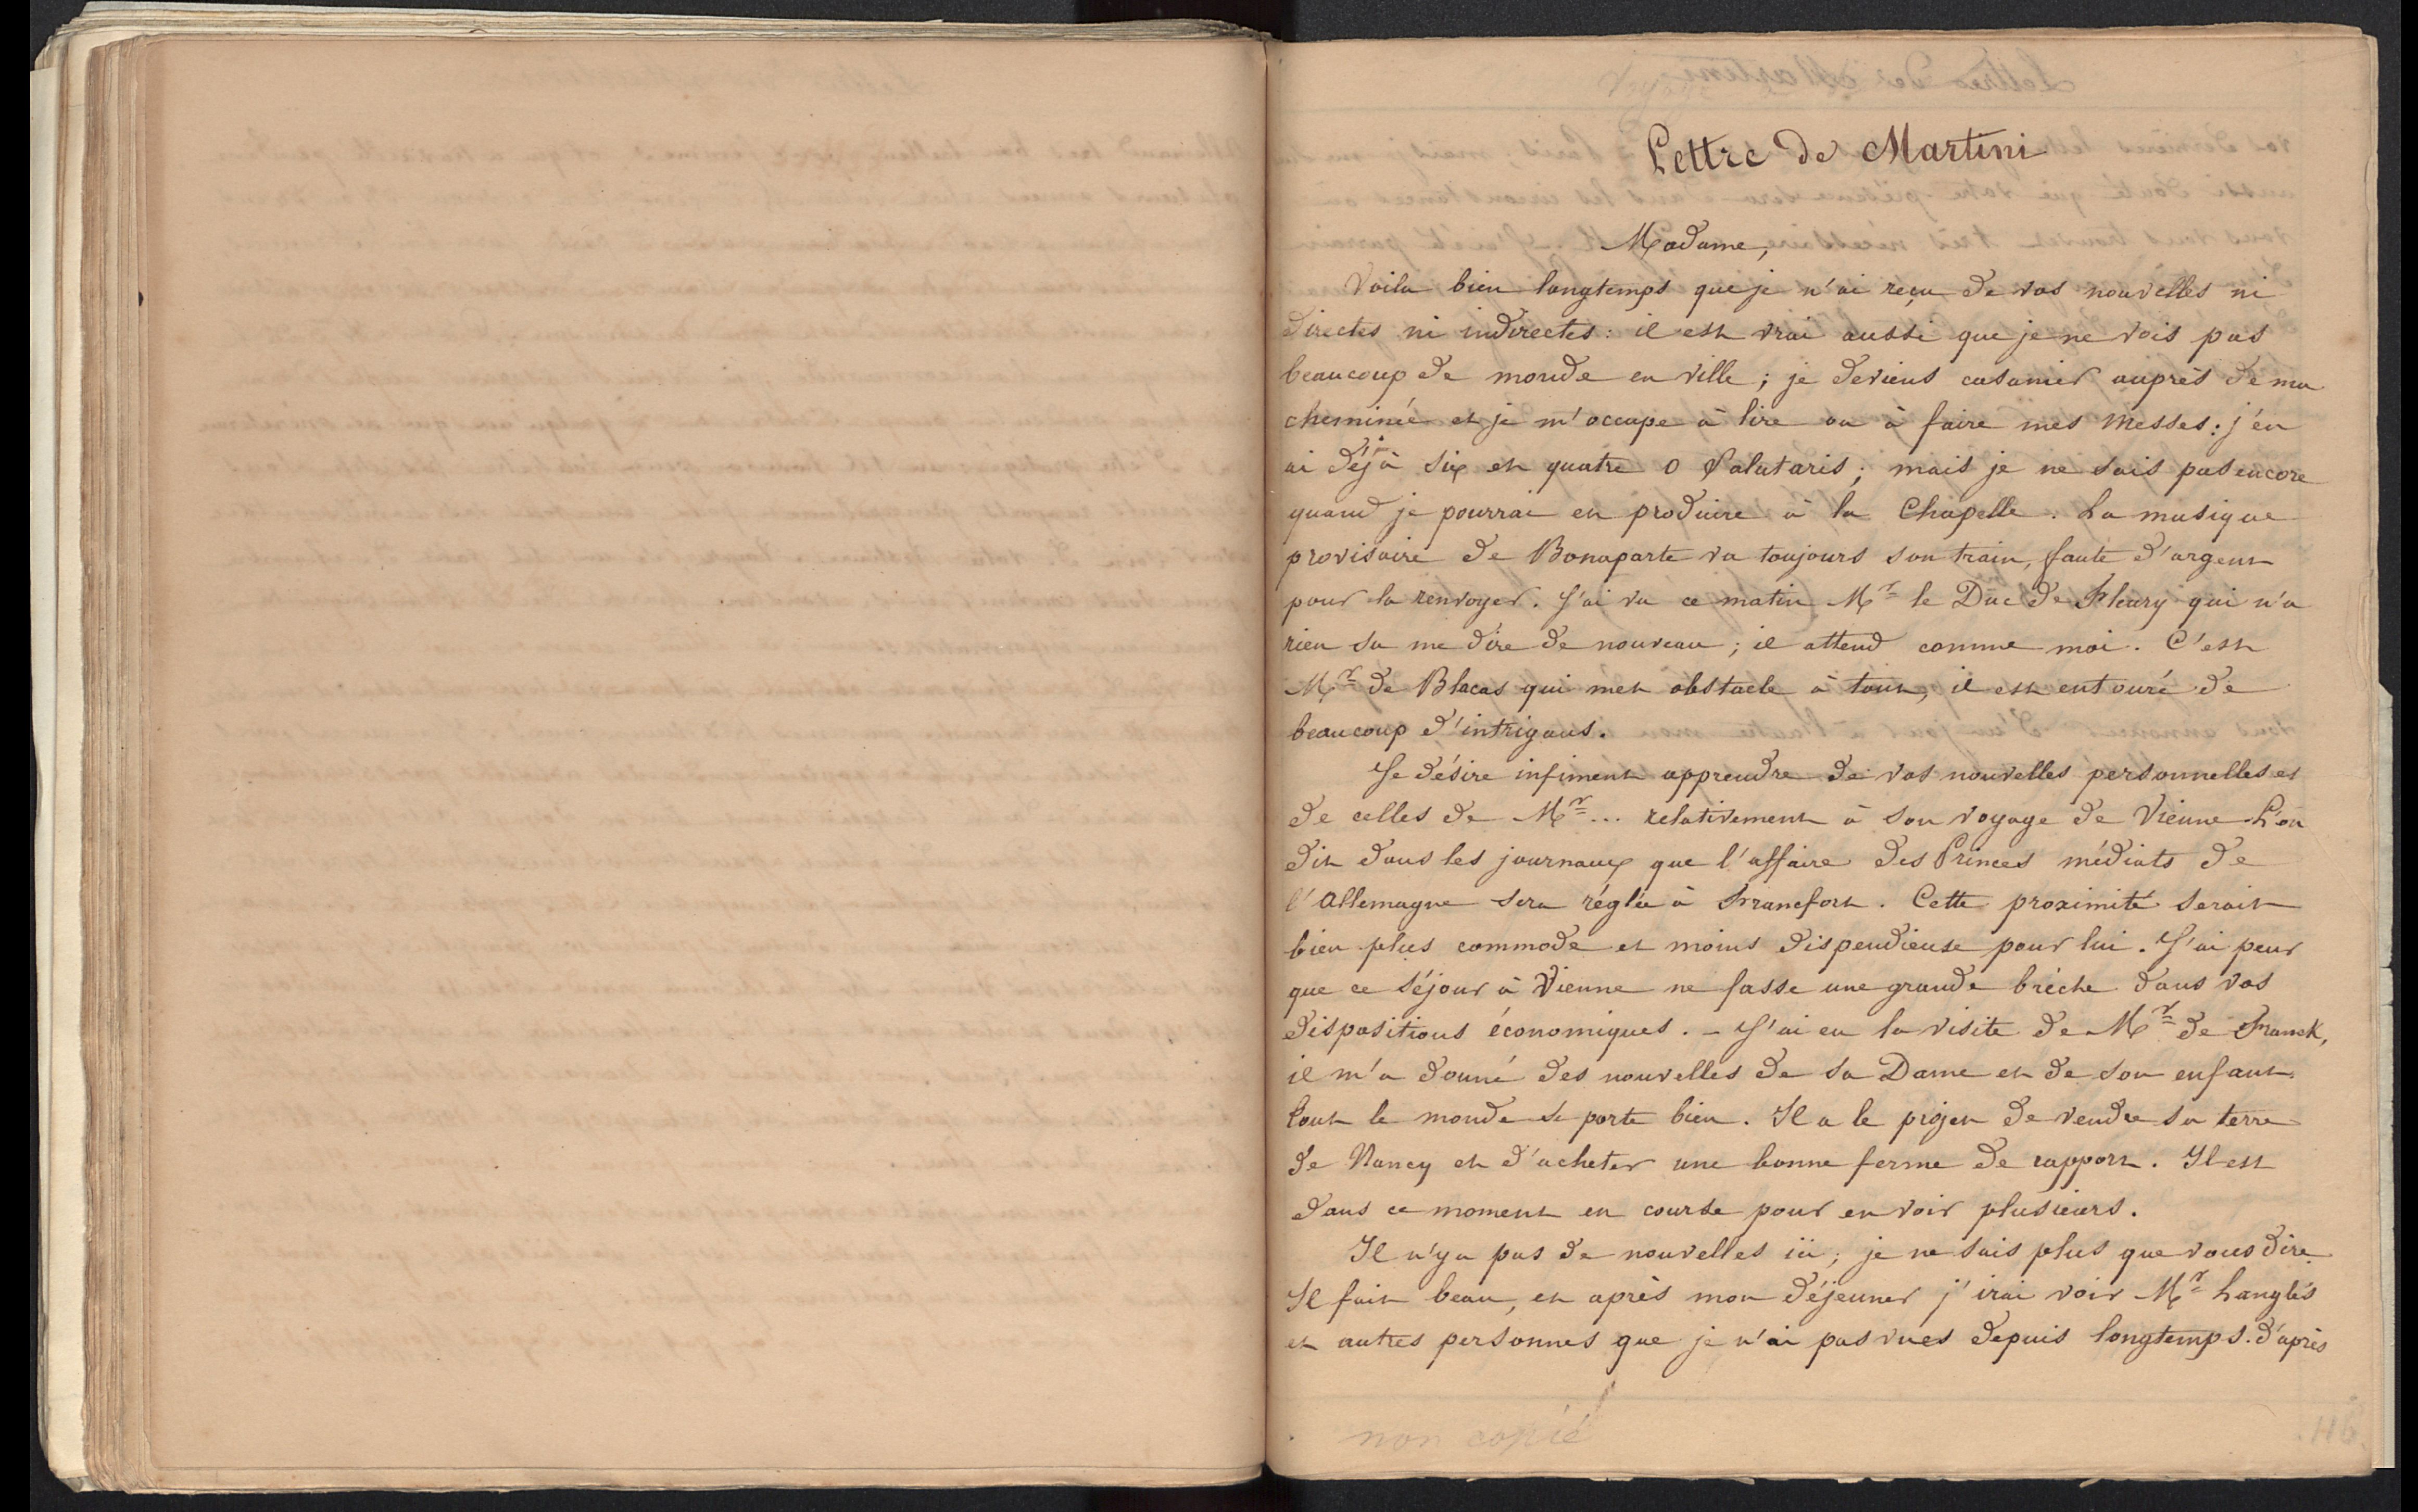 Lettre de Martini
Madame,
Voila bien longtemps que je n'ai reçu de vos nouvelles ni
directes ni indirectes : il est vrai aussi que je ne vois pas
beaucoup de monde en ville ; je deviens casanier auprès de ma
cheminée et je m'occupe à lire ou à faire mes messes : j'en
ai déjà six et quatre O Salutaris ; mais je ne sais pas encore
quand je pourrai en produire à la Chapelle . La musique
provisoire de Bonaparte va toujours son train, faute d'argent
pour la renvoyer. J'ai vu ce matin Mr le Duc de Fleury qui n'a
rien su me dire de nouveau ; il attend comme moi. C'est
Mr de Blacas qui met obstacle à tout, il est entouré de
beaucoup d'intrigans.
Je désire infiment apprendre de vos nouvelles personnelles et
de celles de Mr... relativement à son voyage de Vienne L'on
dit dans les journaux que l'affaire des Princes médiats de
l'Allemagne sera réglée à Francfort. Cette proximité serait
bien plus commode et moins dispendieuse pour lui. J'ai peur
que ce séjour à Vienne ne fasse une grande brèche dans vos
dispositions économiques. - J'ai eu la visite de Mr de Franck,
il m'a donné des nouvelles de sa Dame et de son enfant.
tout le monde se porte bien. Il a le projet de vendre sa terre
de Nancy et d'acheter une bonne ferme de rapport. Il est
dans ce moment en course pour en voir plusieurs.
Il n'y a pas de nouvelles ici ; je ne sais plus que vous dire.
Il fait beau, et après mon déjeuner j'irai voir Mr Langlès
et autres personnes que je n'ai pas vues depuis longtemps. d'après
non copié